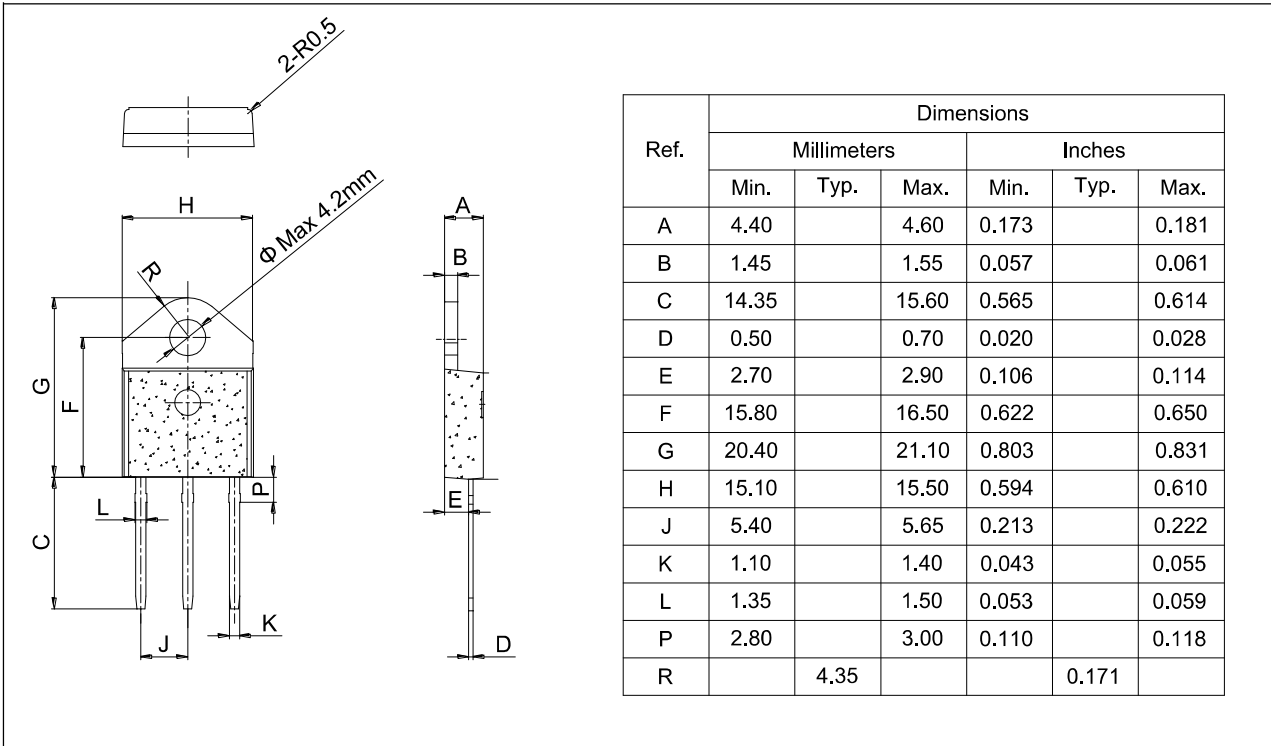 2-R0.5
Φ Max 4.2mm
H
R
G
F
P
L
C
K
J
A
B
E
D
Ref. Dimensions
Millimeters Inches
Min. Typ. Max. Min. Typ. Max.
A 4.40 4.60 0.173 0.181
B 1.45 1.55 0.057 0.061
C 14.35 15.60 0.565 0.614
D 0.50 0.70 0.020 0.028
E 2.70 2.90 0.106 0.114
F 15.80 16.50 0.622 0.650
G 20.40 21.10 0.803 0.831
H 15.10 15.50 0.594 0.610
J 5.40 5.65 0.213 0.222
K 1.10 1.40 0.043 0.055
L 1.35 1.50 0.053 0.059
P 2.80 3.00 0.110 0.118
R 4.35 0.171